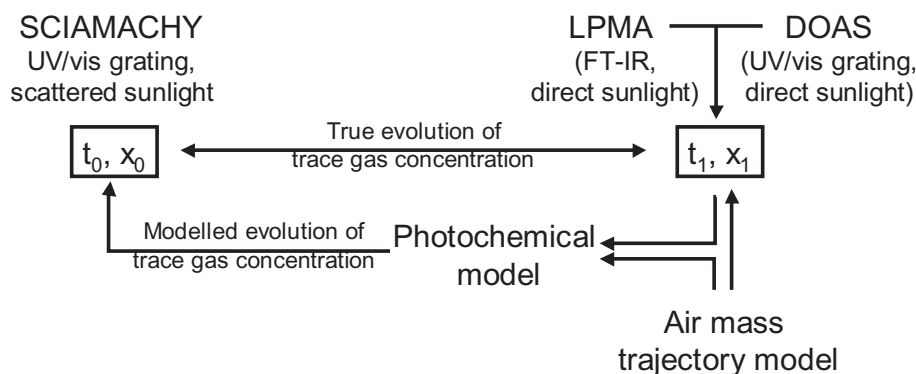 SCIAMACHY
UV/vis grating,
scattered sunlight
LPMA
(FT-IR,
direct sunlight)
DOAS
(UV/vis grating,
direct sunlight)
t₀, x₀
True evolution of
trace gas concentration
t₁, x₁
Modelled evolution of
trace gas concentration
Photochemical
model
Air mass
trajectory model